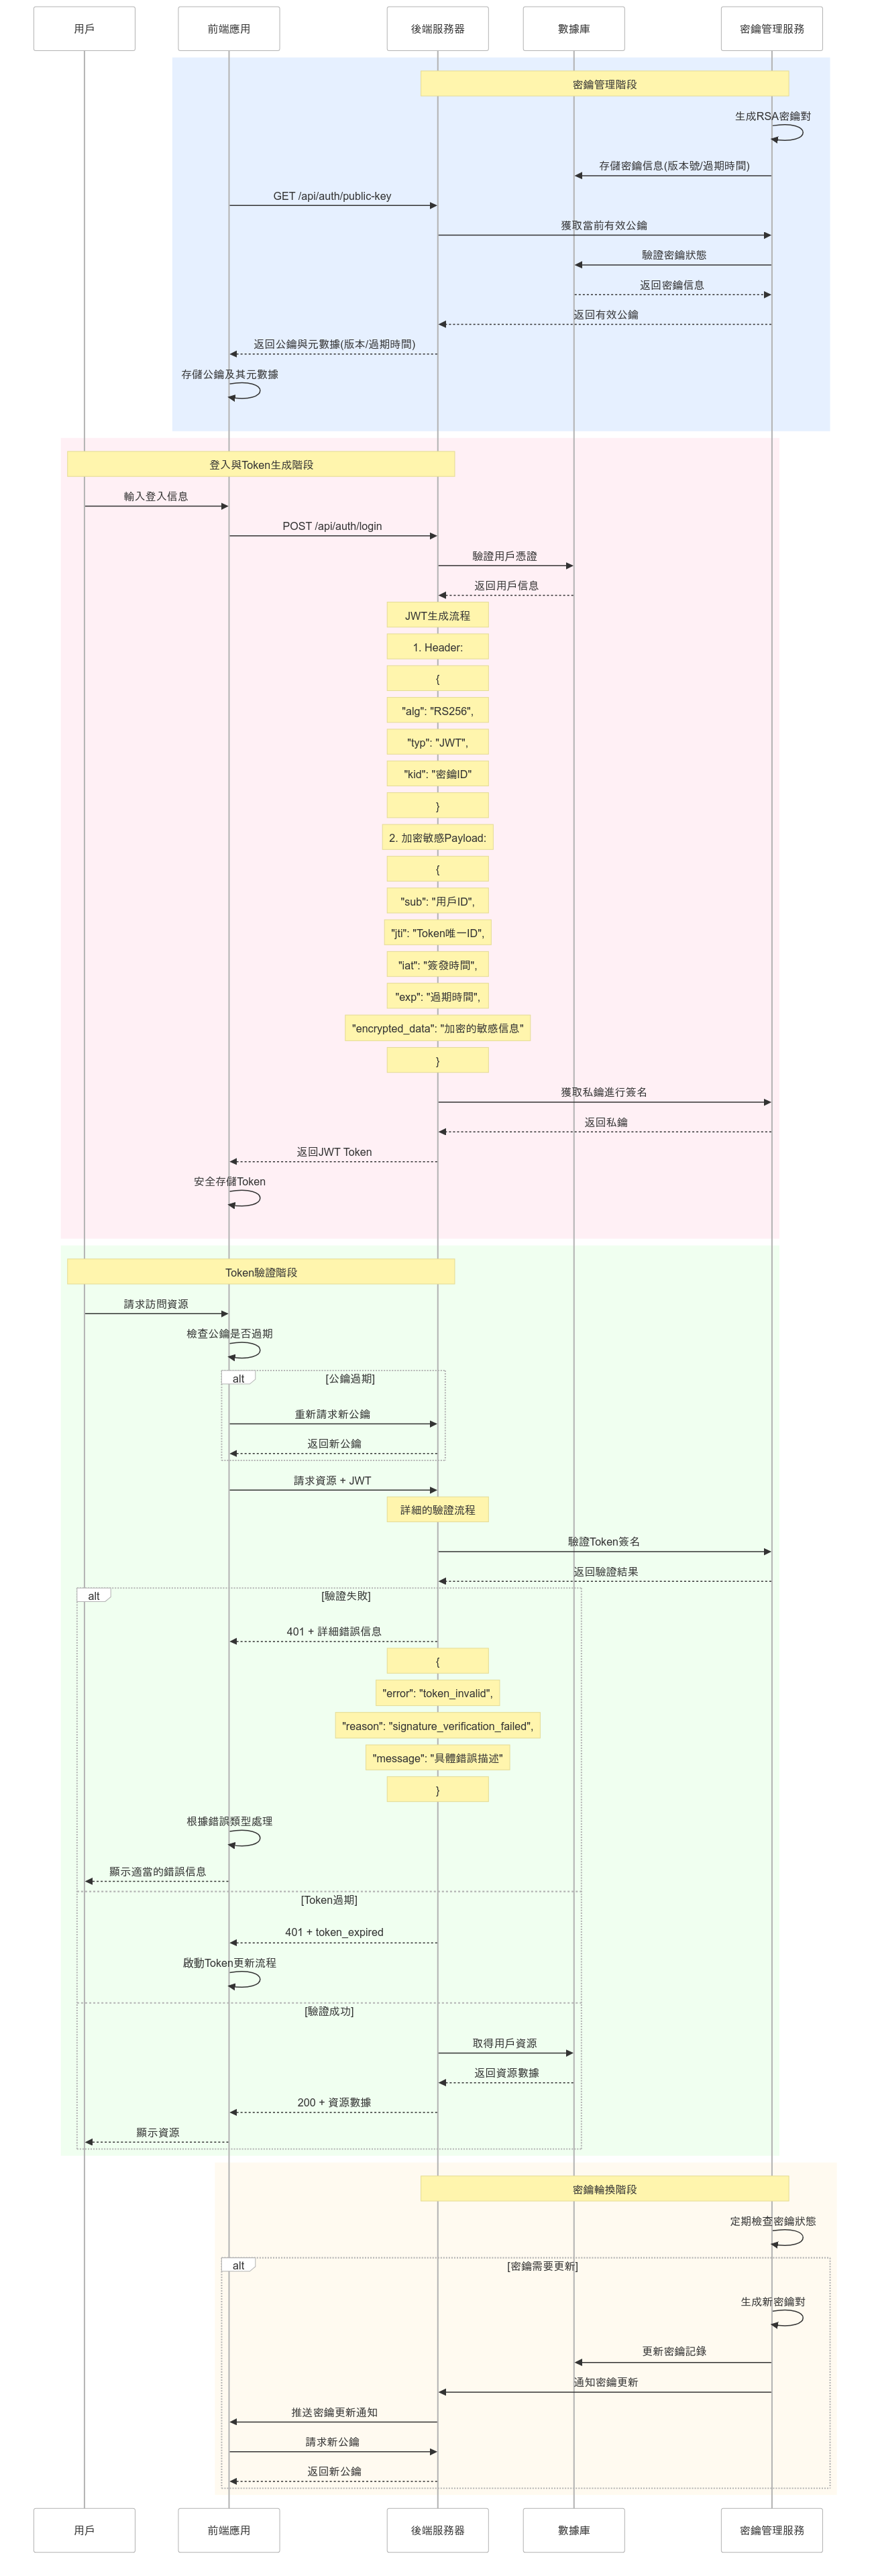 用戶
前端應用
後端服務器
數據庫
密鑰管理服務
密鑰管理階段
生成RSA密鑰對
存儲密鑰信息(版本號/過期時間)
GET /api/auth/public-key
獲取當前有效公鑰
驗證密鑰狀態
返回密鑰信息
返回有效公鑰
返回公鑰與元數據(版本/過期時間)
存儲公鑰及其元數據
登入與Token生成階段
輸入登入信息
POST /api/auth/login
驗證用戶憑證
返回用戶信息
JWT生成流程
1. Header:
{
"alg": "RS256",
"typ": "JWT",
"kid": "密鑰ID"
}
2. 加密敏感Payload:
{
"sub": "用戶ID",
"jti": "Token唯一ID",
"iat": "簽發時間",
"exp": "過期時間",
"encrypted_data": "加密的敏感信息"
}
獲取私鑰進行簽名
返回私鑰
返回JWT Token
安全存儲Token
Token驗證階段
請求訪問資源
檢查公鑰是否過期
alt
[公鑰過期]
重新請求新公鑰
返回新公鑰
請求資源 + JWT
詳細的驗證流程
驗證Token簽名
返回驗證結果
alt
[驗證失敗]
401 + 詳細錯誤信息
{
"error": "token_invalid",
"reason": "signature_verification_failed",
"message": "具體錯誤描述"
}
根據錯誤類型處理
顯示適當的錯誤信息
[Token過期]
401 + token_expired
啟動Token更新流程
[驗證成功]
取得用戶資源
返回資源數據
200 + 資源數據
顯示資源
密鑰輪換階段
定期檢查密鑰狀態
alt
[密鑰需要更新]
生成新密鑰對
更新密鑰記錄
通知密鑰更新
推送密鑰更新通知
請求新公鑰
返回新公鑰
用戶
前端應用
後端服務器
數據庫
密鑰管理服務